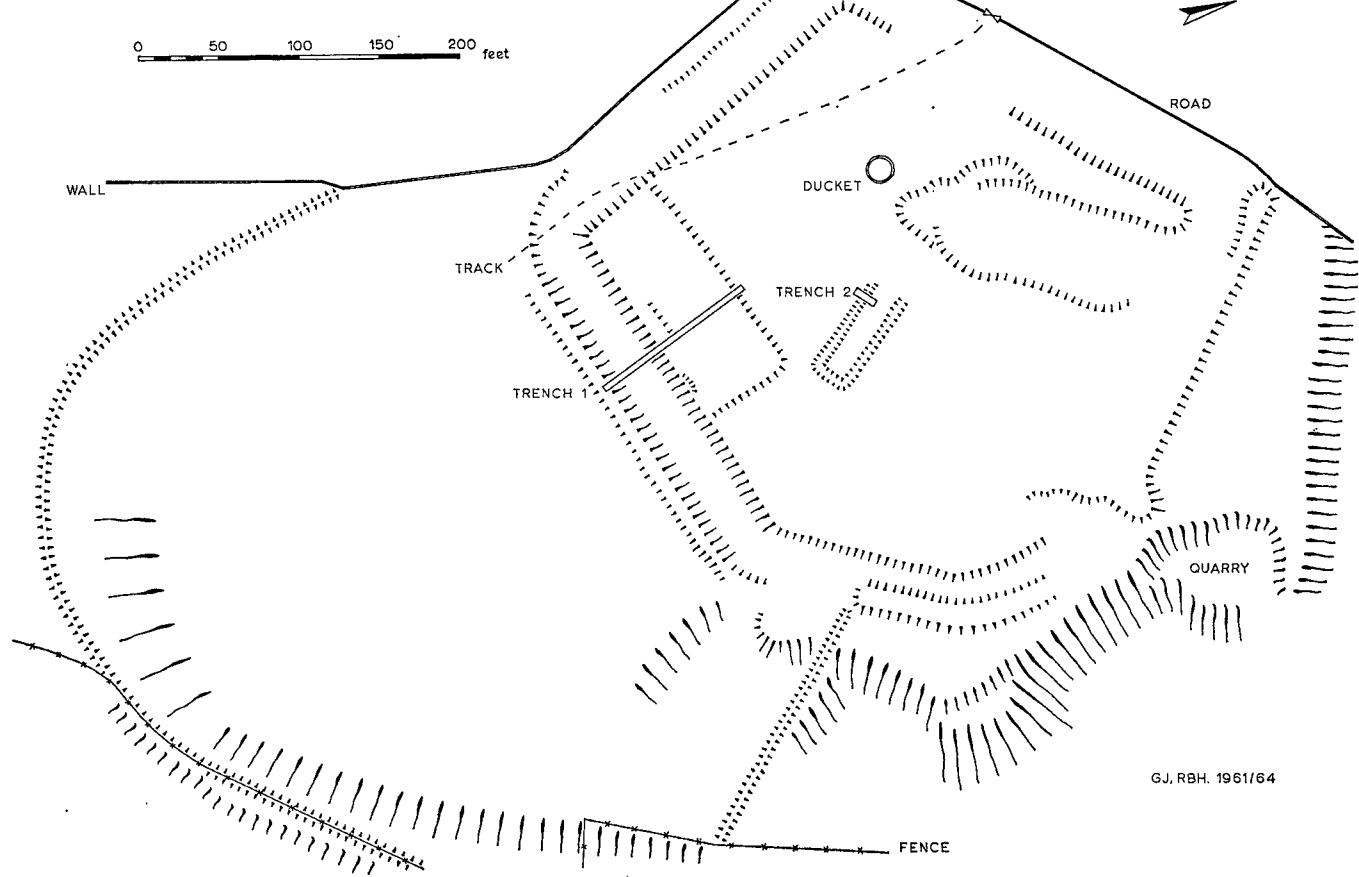 0 50 100 150 200 feet
ROAD
WALL
DUCKET
TRACK
TRENCH 2
TRENCH 1
QUARRY
GJ, RBH. 1961/64
FENCE